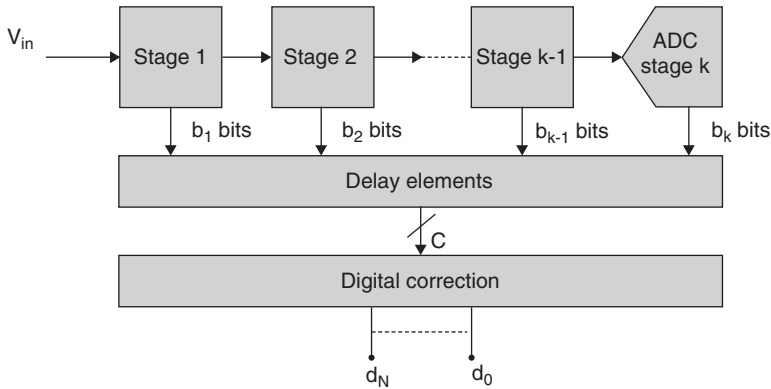 V_in
Stage 1
Stage 2
Stage k-1
ADC
stage k
b_1 bits
b_2 bits
b_k-1 bits
b_k bits
Delay elements
C
Digital correction
d_N
d_0